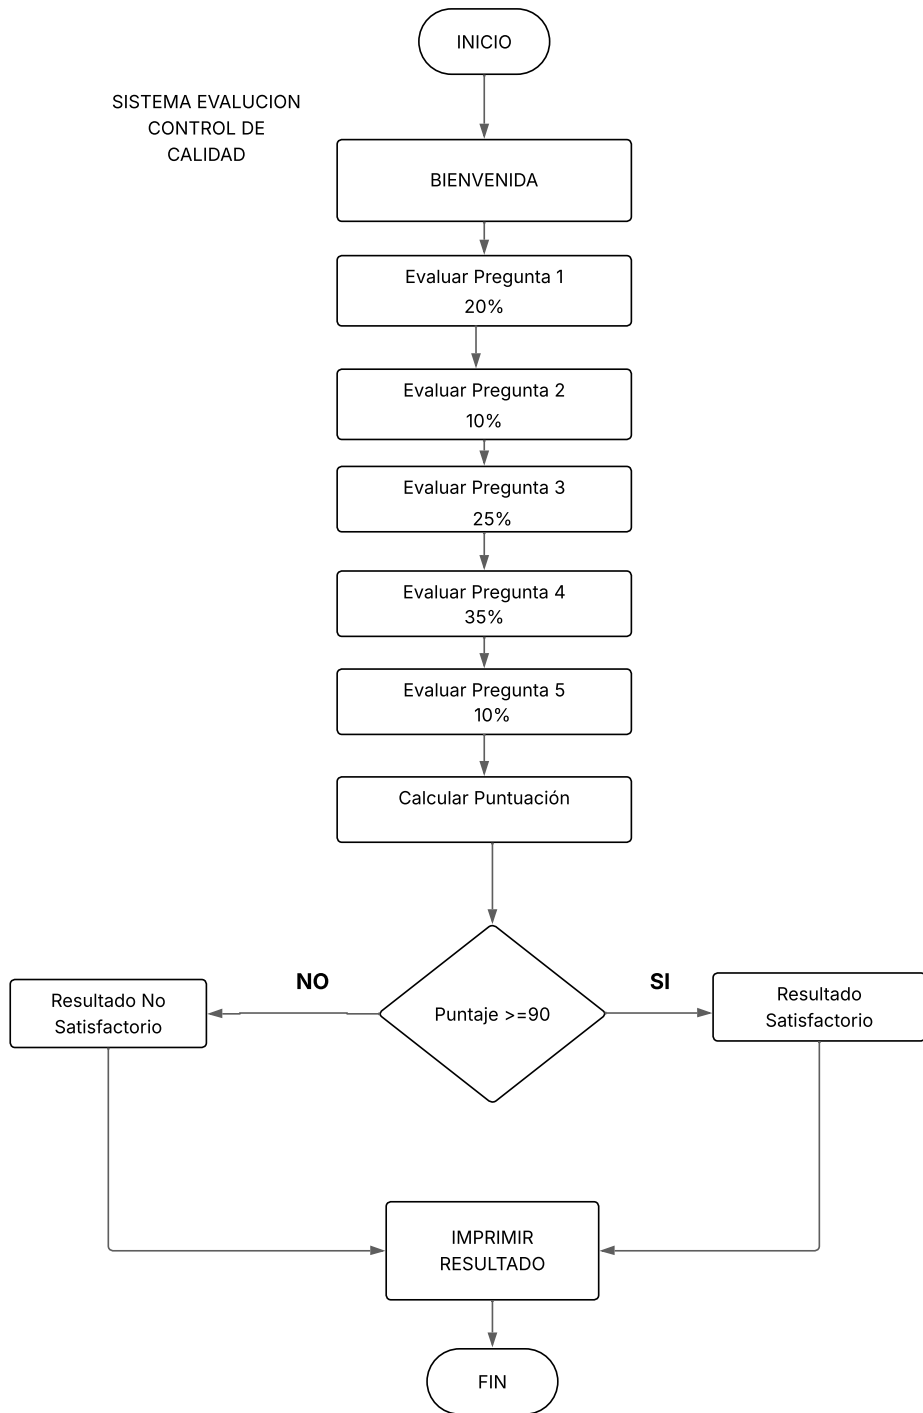 INICIO
SISTEMA EVALUCION
CONTROL DE
CALIDAD
BIENVENIDA
Evaluar Pregunta 1
20%
Evaluar Pregunta 2
10%
Evaluar Pregunta 3
25%
Evaluar Pregunta 4
35%
Evaluar Pregunta 5
10%
Calcular Puntuación
NO
SI
Resultado No
Satisfactorio
Puntaje >=90
Resultado
Satisfactorio
IMPRIMIR
RESULTADO
FIN